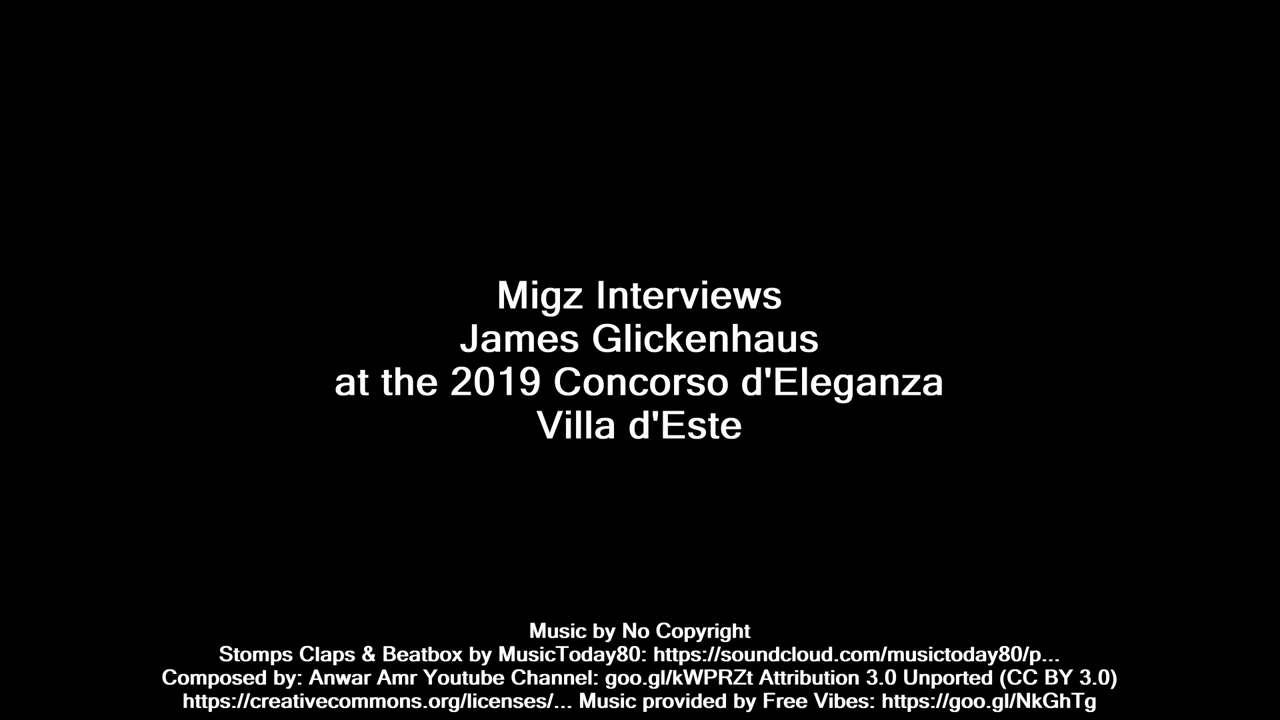 Migz Interviews
James Glickenhaus
at the 2019 Concorso d'Eleganza
Villa d'Este
Music by No Copyright
Stomps Claps & Beatbox by MusicToday80: https://soundcloud.com/musictoday80/p...
Composed by: Anwar Amr Youtube Channel: goo.gl/kWPRZt Attribution 3.0 Unported (CC BY 3.0)
https://creativecommons.org/licenses/... Music provided by Free Vibes: https://goo.gl/NkGhTg